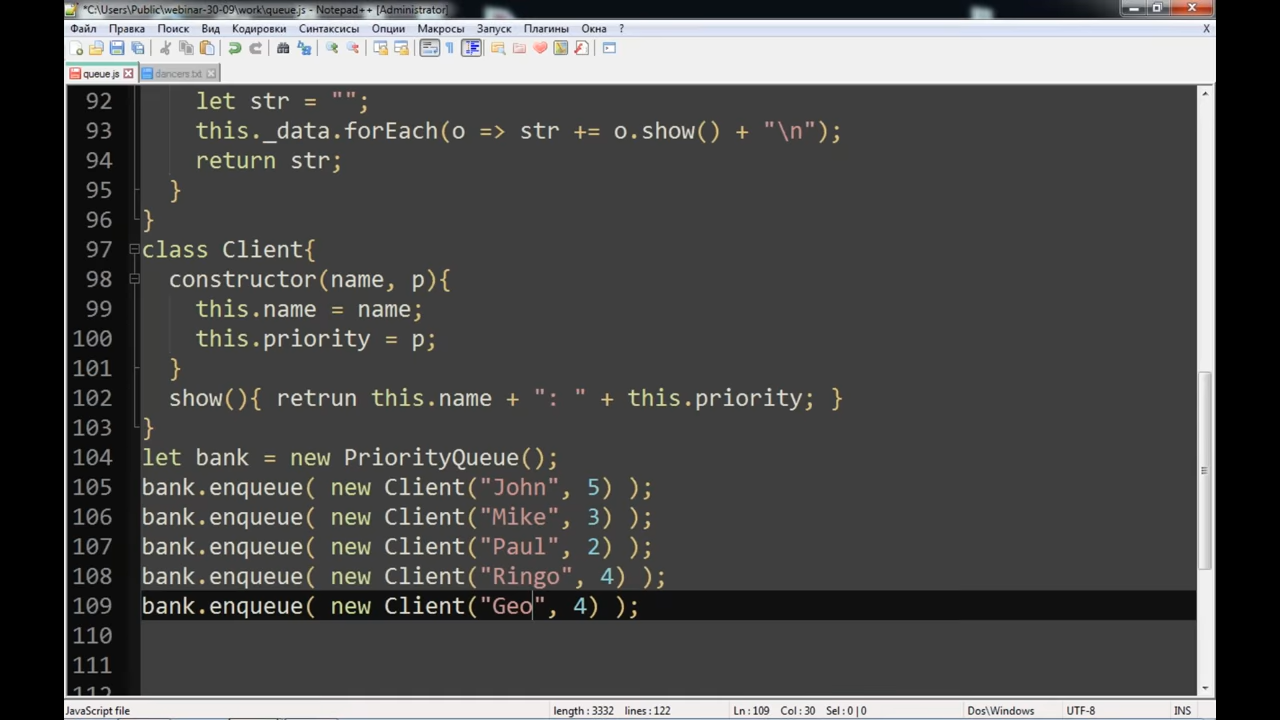 *C:\Users\Public\webinar-30-09\work\queue.js - Notepad++ [Administrator]
Файл Правка Поиск Вид Кодировки Синтаксисы Опции Макросы Запуск Плагины Окна ? X
queue.js dancers.txt
92 let str = "";
93 this._data.forEach(o => str += o.show() + "\n");
94 return str;
95 }
96 }
97 class Client{
98 constructor(name, p){
99 this.name = name;
100 this.priority = p;
101 }
102 show(){ retrun this.name + ": " + this.priority; }
103 }
104 let bank = new PriorityQueue();
105 bank.enqueue( new Client("John", 5) );
106 bank.enqueue( new Client("Mike", 3) );
107 bank.enqueue( new Client("Paul", 2) );
108 bank.enqueue( new Client("Ringo", 4) );
109 bank.enqueue( new Client("Geo", 4) );
110
111
112
JavaScript file length : 3332 lines : 122 Ln : 109 Col : 30 Sel : 0 | 0 Dos\Windows UTF-8 INS